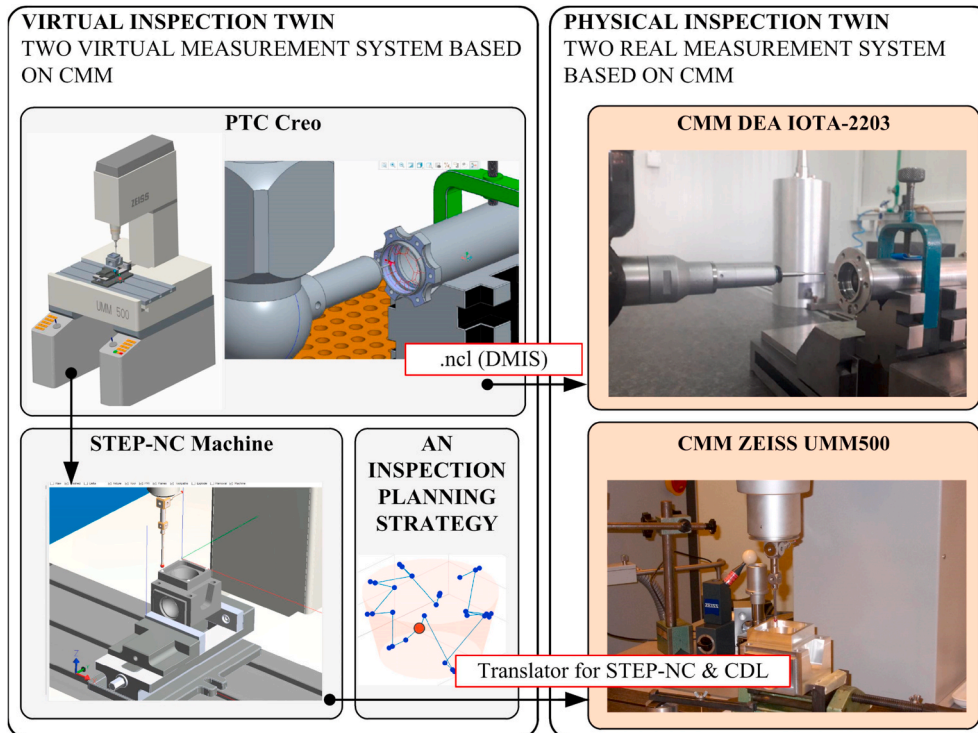 VIRTUAL INSPECTION TWIN
TWO VIRTUAL MEASUREMENT SYSTEM BASED
ON CMM
PTC Creo
ZEISS
UMM 500
.ncl (DMIS)
STEP-NC Machine
AN
INSPECTION
PLANNING
STRATEGY
Translator for STEP-NC & CDL
PHYSICAL INSPECTION TWIN
TWO REAL MEASUREMENT SYSTEM
BASED ON CMM
CMM DEA IOTA-2203
CMM ZEISS UMM500
ZEISS